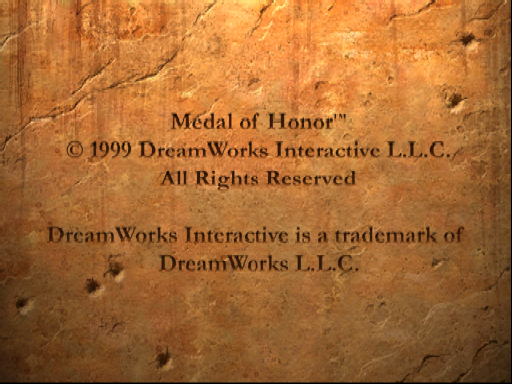 Medal of Honor™
© 1999 DreamWorks Interactive L.L.C.
All Rights Reserved
DreamWorks Interactive is a trademark of
DreamWorks L.L.C.